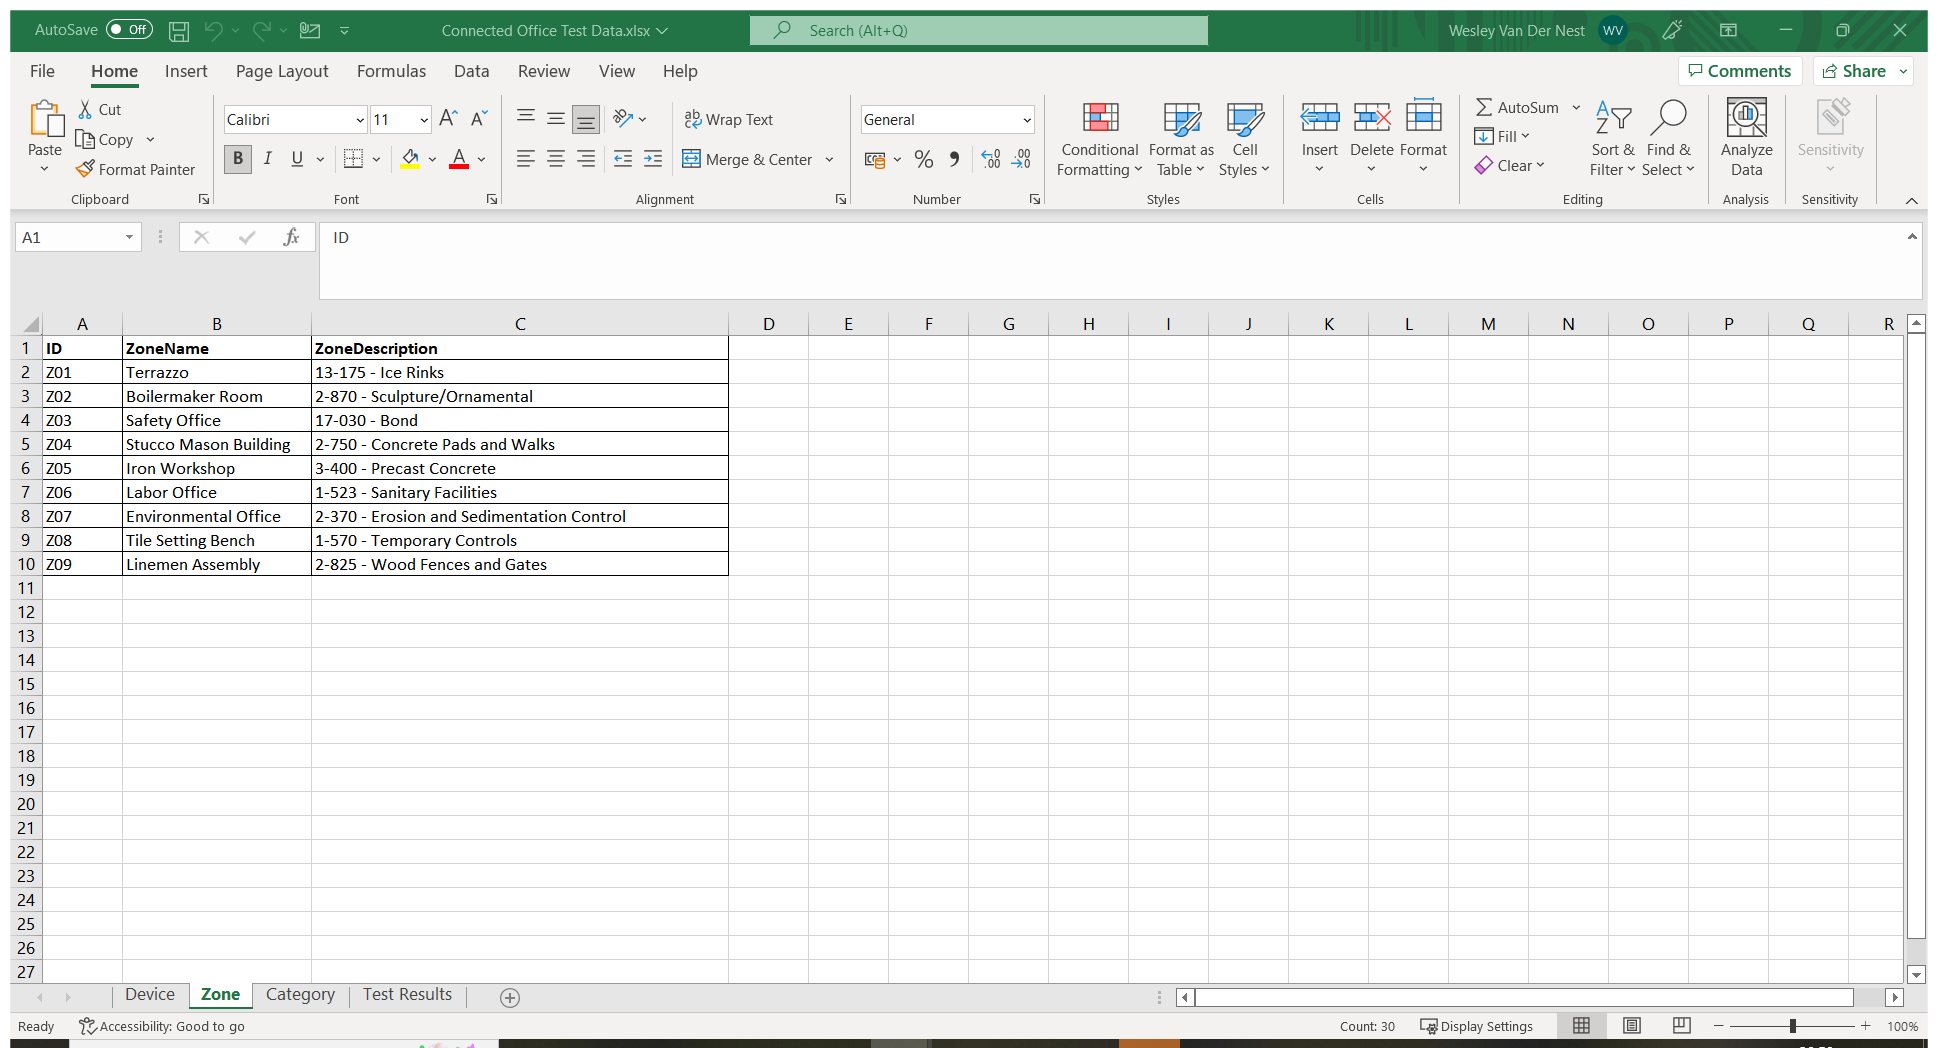 AutoSave Off Connected Office Test Data.xlsx Search (Alt+Q) Wesley Van Der Nest WV
File Home Insert Page Layout Formulas Data Review View Help Comments Share
Paste
Cut
Copy
Format Painter
Clipboard
Calibri 11
B I U A
Font
Wrap Text
Merge & Center
Alignment
General
Number
Conditional Formatting
Format as Table
Cell Styles
Styles
Insert Delete Format
Cells
AutoSum
Fill
Clear
Sort & Filter
Find & Select
Editing
Analyze Data
Analysis
Sensitivity
Sensitivity
A1 fx ID
A B C D E F G H I J K L M N O P Q R
1 ID ZoneName ZoneDescription
2 Z01 Terrazzo 13-175 - Ice Rinks
3 Z02 Boilermaker Room 2-870 - Sculpture/Ornamental
4 Z03 Safety Office 17-030 - Bond
5 Z04 Stucco Mason Building 2-750 - Concrete Pads and Walks
6 Z05 Iron Workshop 3-400 - Precast Concrete
7 Z06 Labor Office 1-523 - Sanitary Facilities
8 Z07 Environmental Office 2-370 - Erosion and Sedimentation Control
9 Z08 Tile Setting Bench 1-570 - Temporary Controls
10 Z09 Linemen Assembly 2-825 - Wood Fences and Gates
11
12
13
14
15
16
17
18
19
20
21
22
23
24
25
26
27
Device Zone Category Test Results
Ready Accessibility: Good to go Count: 30 Display Settings 100%